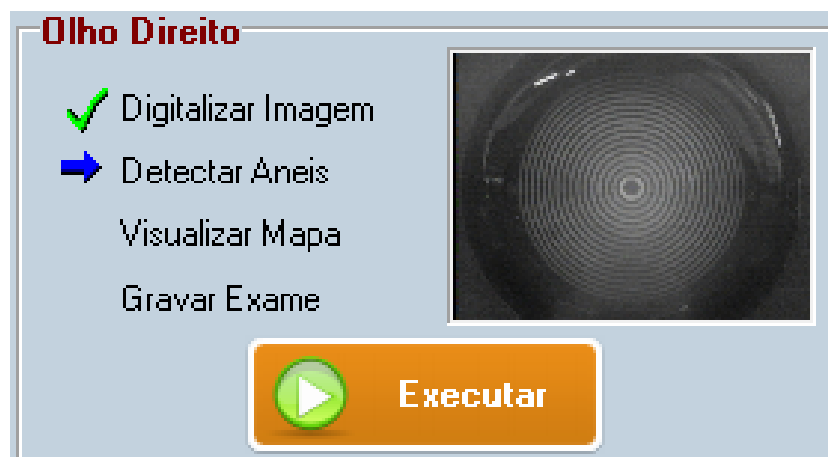 Olho Direito
Digitalizar Imagem
Detectar Aneis
Visualizar Mapa
Gravar Exame
Executar